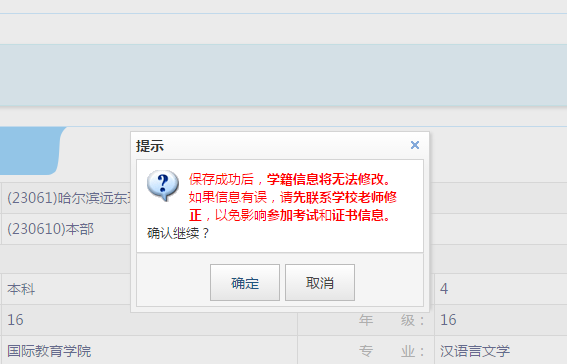 提示
保存成功后，学籍信息将无法修改。
如果信息有误，请先联系学校老师修
正，以免影响参加考试和证书信息。
确认继续？
确定 取消
(23061)哈尔滨远东
(230610)本部
本科 4
16 年 级： 16
国际教育学院 专 业： 汉语言文学